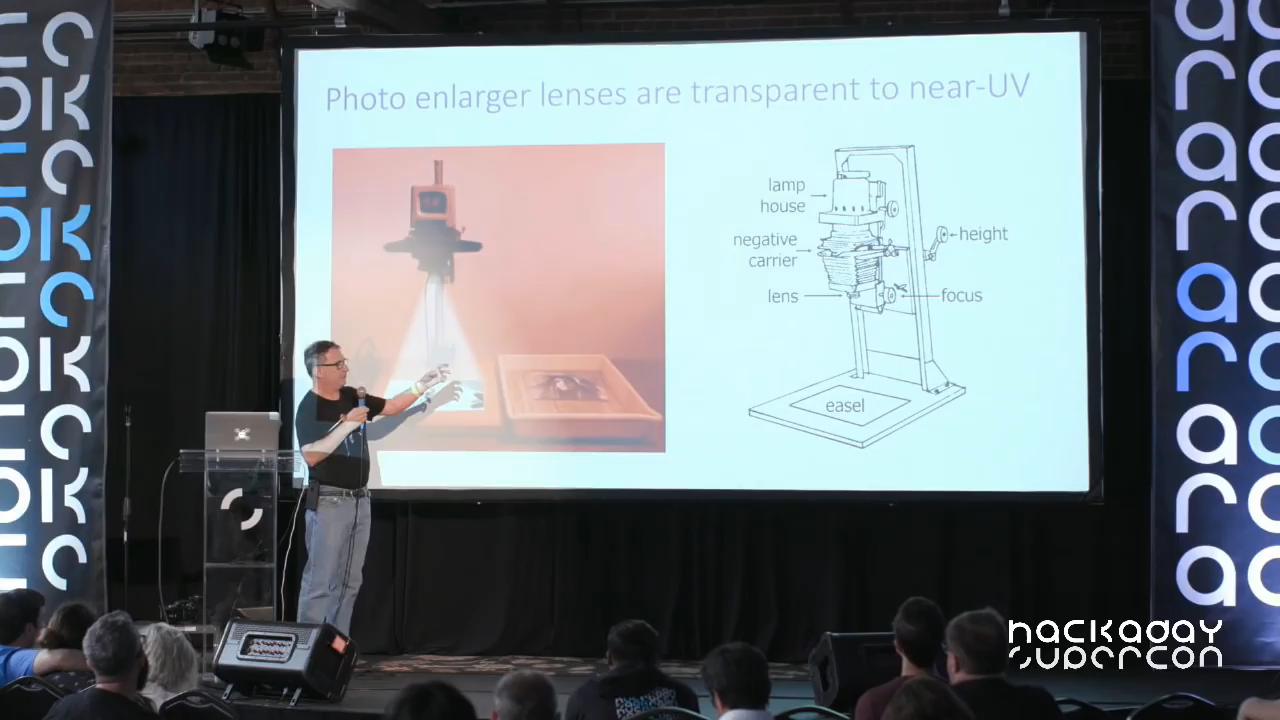 Photo enlarger lenses are transparent to near-UV
lamp
house
negative
carrier
lens
height
focus
easel
hackaday
supercon